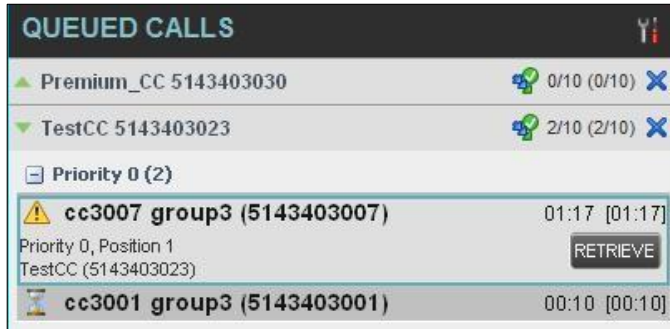 QUEUED CALLS
Premium_CC 5143403030 0/10 (0/10)
TestCC 5143403023 2/10 (2/10)
Priority 0 (2)
cc3007 group3 (5143403007) 01:17 [01:17]
Priority 0, Position 1
RETRIEVE
TestCC (5143403023)
cc3001 group3 (5143403001) 00:10 [00:10]